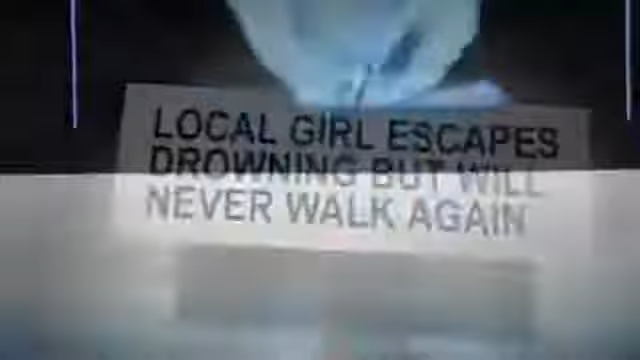 LOCAL GIRL ESCAPES
DROWNING BUT WILL
NEVER WALK AGAIN